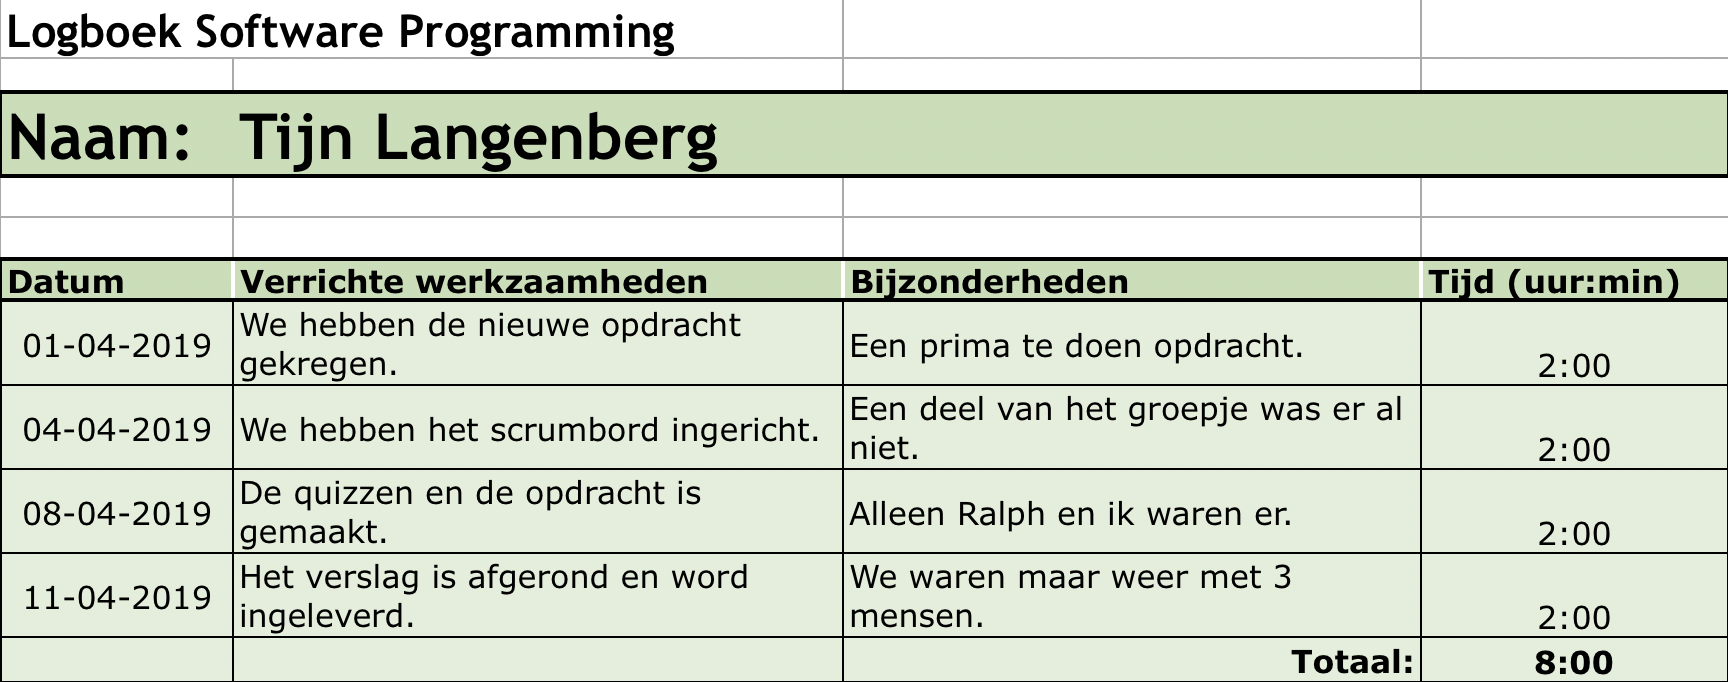 Logboek Software Programming
Naam: Tijn Langenberg
Datum Verrichte werkzaamheden Bijzonderheden Tijd (uur:min)
01-04-2019 We hebben de nieuwe opdracht
gekregen. Een prima te doen opdracht. 2:00
04-04-2019 We hebben het scrumbord ingericht. Een deel van het groepje was er al
niet. 2:00
08-04-2019 De quizzen en de opdracht is
gemaakt. Alleen Ralph en ik waren er. 2:00
11-04-2019 Het verslag is afgerond en word
ingeleverd. We waren maar weer met 3
mensen. 2:00
Totaal: 8:00